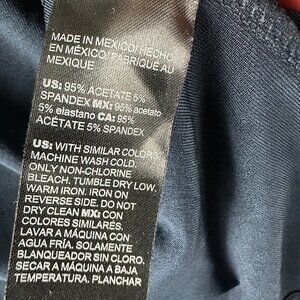 MADE IN MEXICO/HECHO
EN MÉXICO/FABRIQUÉ AU
MEXIQUE
US: 95% ACETATE 5%
SPANDEX MX: 95% acetato
5% elastano CA: 95%
ACÉTATE 5% SPANDEX
US: WITH SIMILAR COLORS
MACHINE WASH COLD.
ONLY NON-CHLORINE
BLEACH. TUMBLE DRY LOW.
WARM IRON. IRON ON
REVERSE SIDE. DO NOT
DRY CLEAN MX: CON
COLORES SIMILARES.
LAVAR A MÁQUINA CON
AGUA FRÍA. SOLAMENTE
BLANQUEADOR SIN CLORO.
SECAR A MÁQUINA A BAJA
TEMPERATURA. PLANCHAR